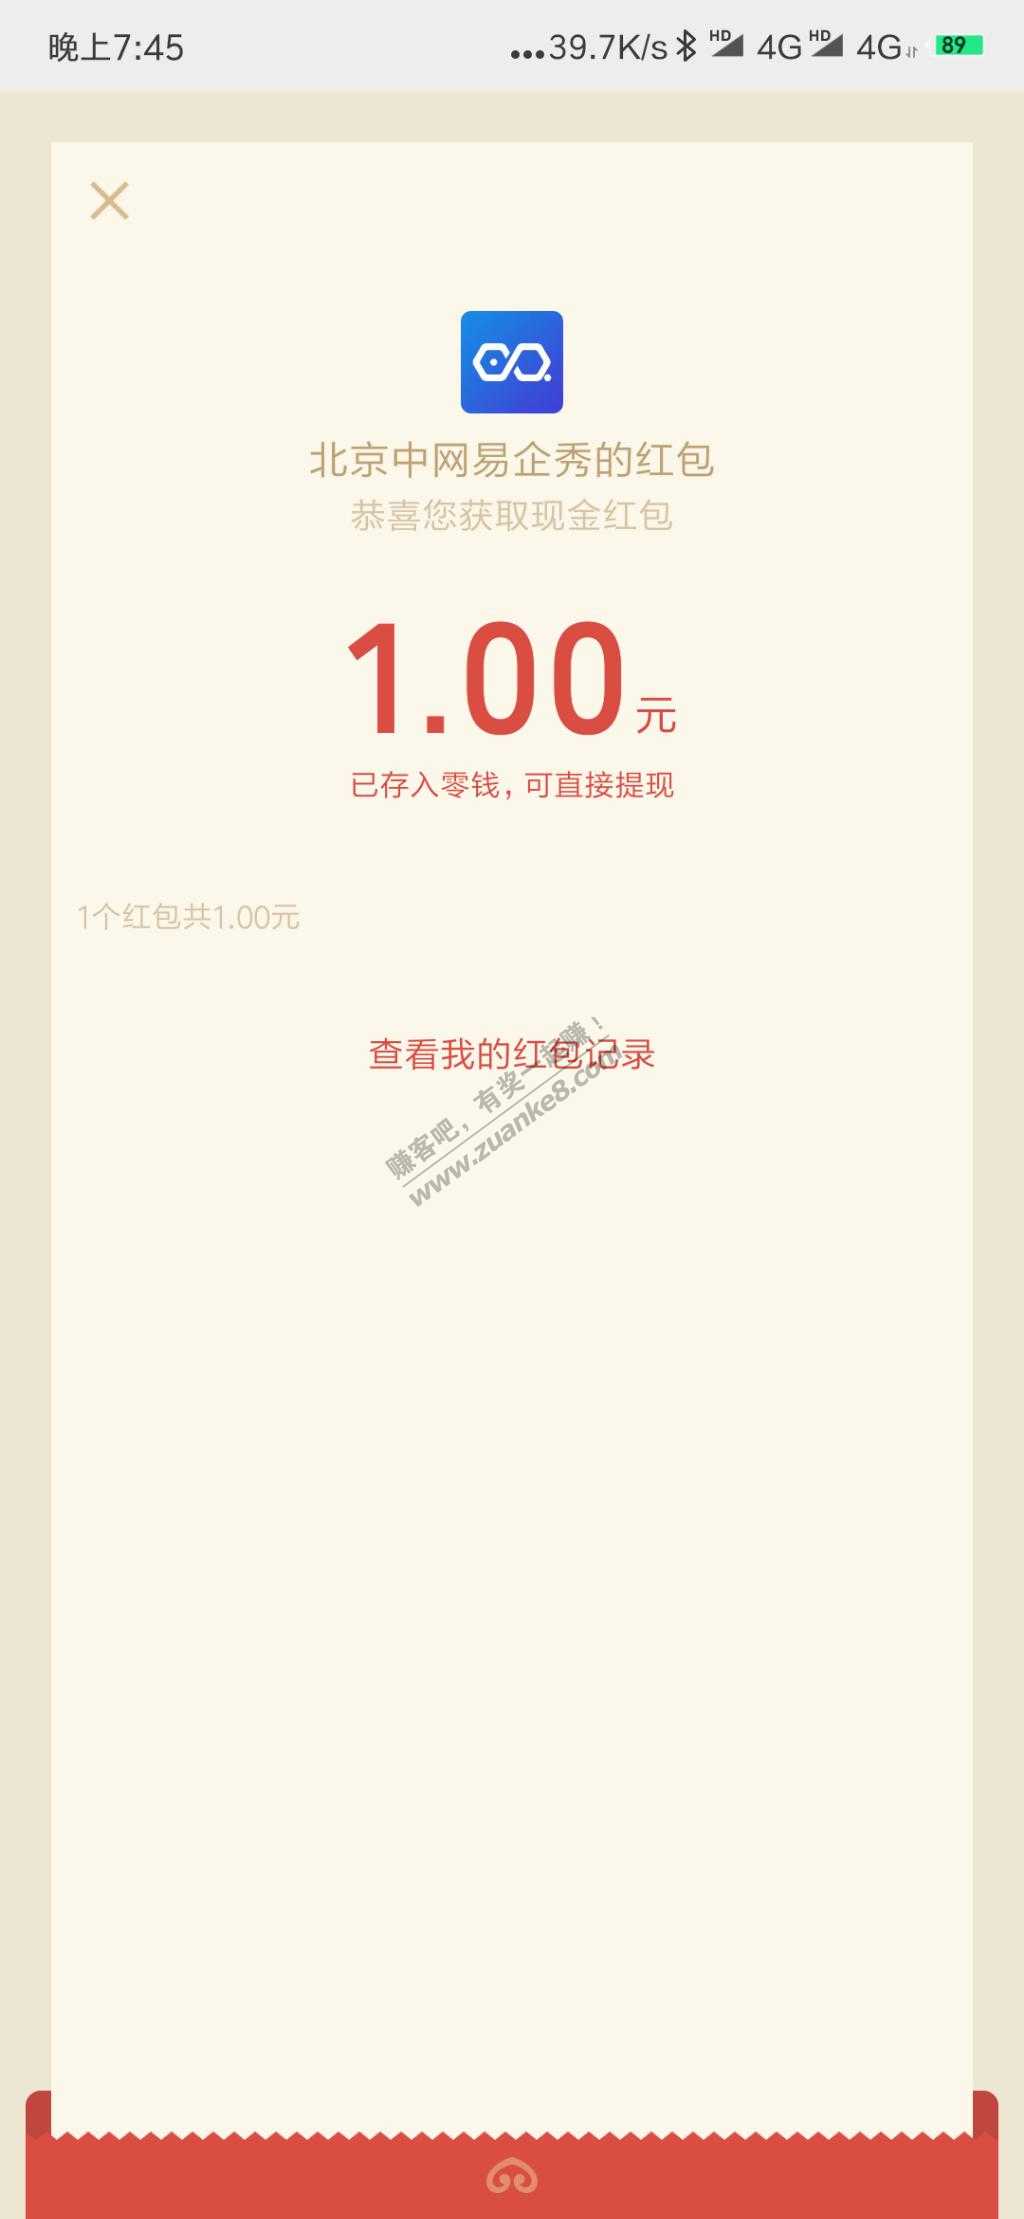 晚上7:45
...39.7K/s HD 4G HD 4G 89
北京中网易企秀的红包
恭喜您获取现金红包
1.00元
已存入零钱，可直接提现
1个红包共1.00元
查看我的红包记录
赚客吧，有奖一起赚！
www.zuanke8.com